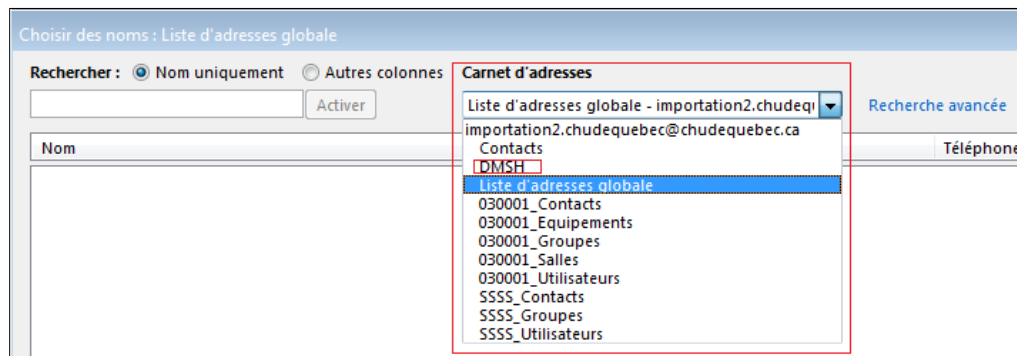 Choisir des noms : Liste d'adresses globale
Rechercher : Nom uniquement Autres colonnes Carnet d'adresses
Activer Liste d'adresses globale - importation2.chudequ Recherche avancée
importation2.chudequebec@chudequebec.ca
Nom Téléphone
Contacts
DMSH
Liste d'adresses globale
030001_Contacts
030001_Equipements
030001_Groupes
030001_Salles
030001_Utilisateurs
SSSS_Contacts
SSSS_Groupes
SSSS_Utilisateurs